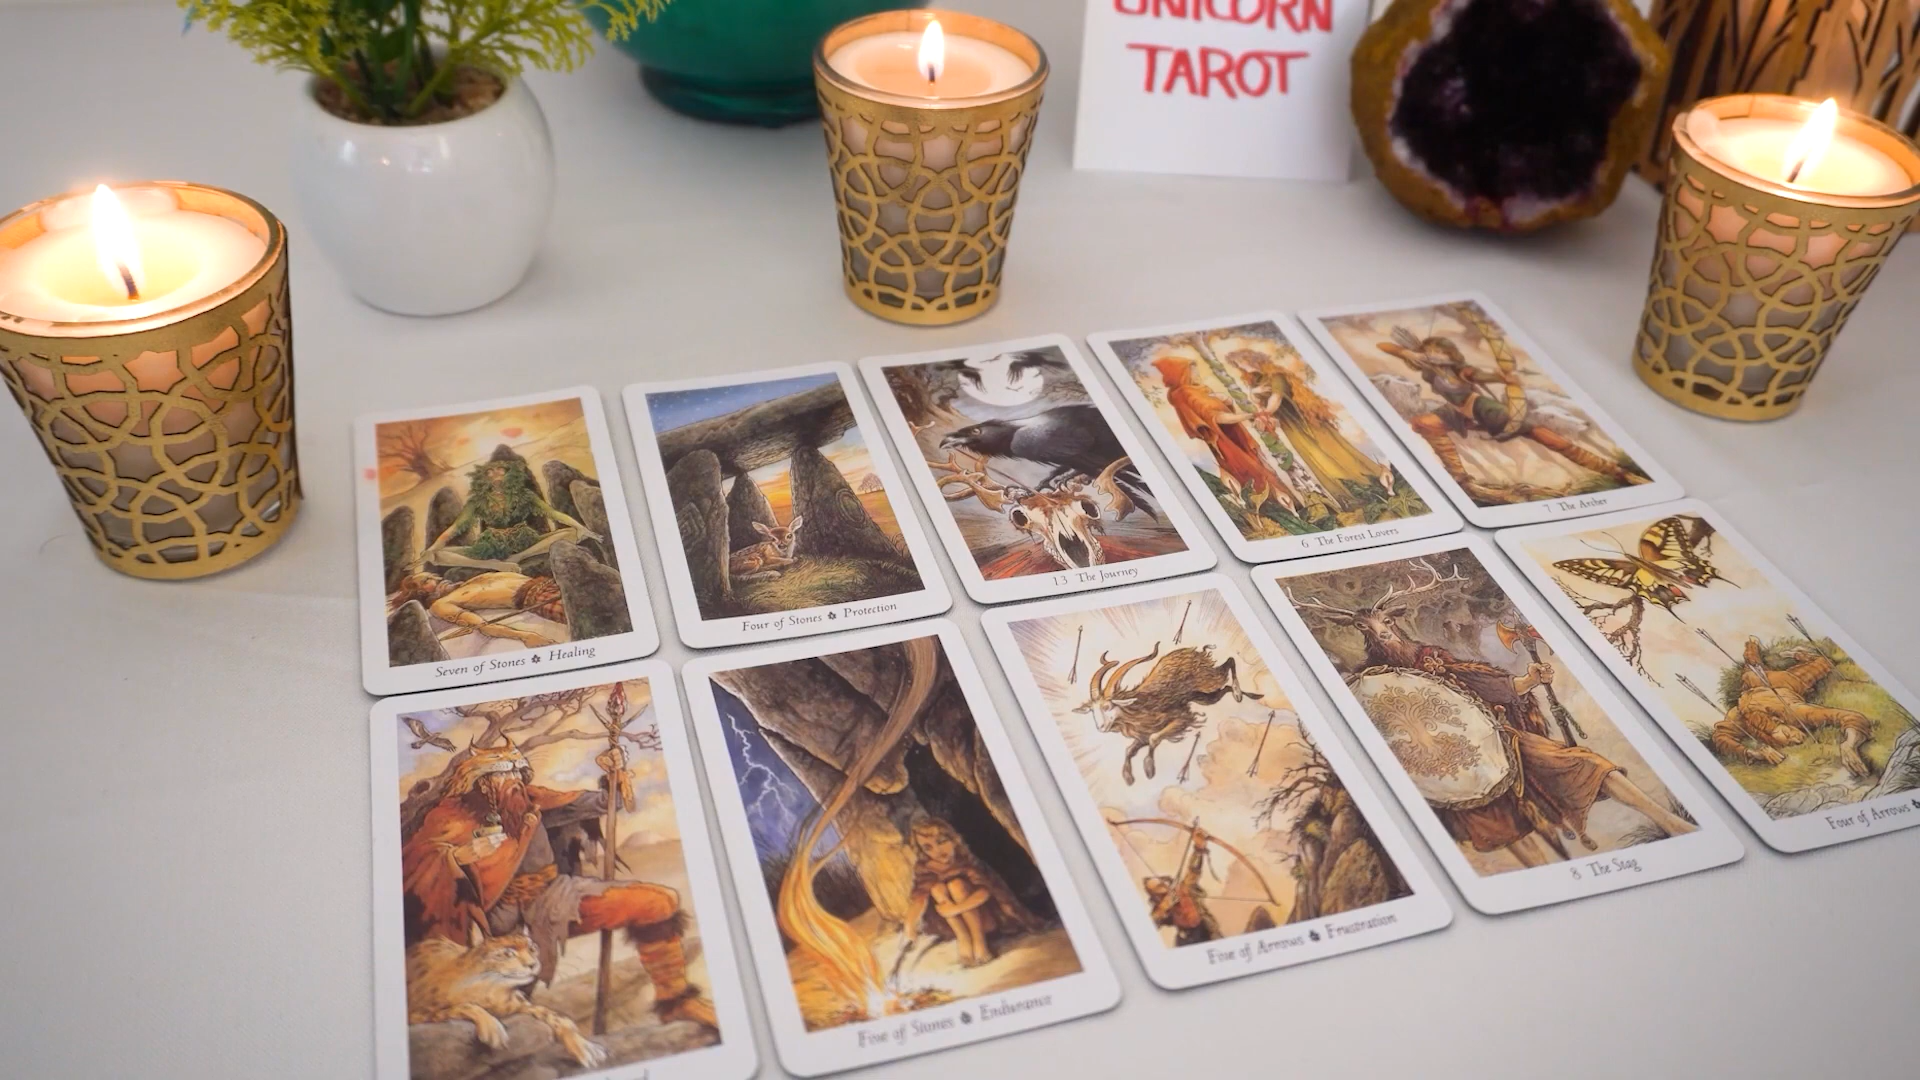 UNICORN
TAROT
Seven of Stones Healing
Four of Stones Protection
13 The Journey
6 The Forest Lovers
7 The Archer
Five of Stones Endurance
Five of Arrows Frustration
8 The Stag
Four of Arrows